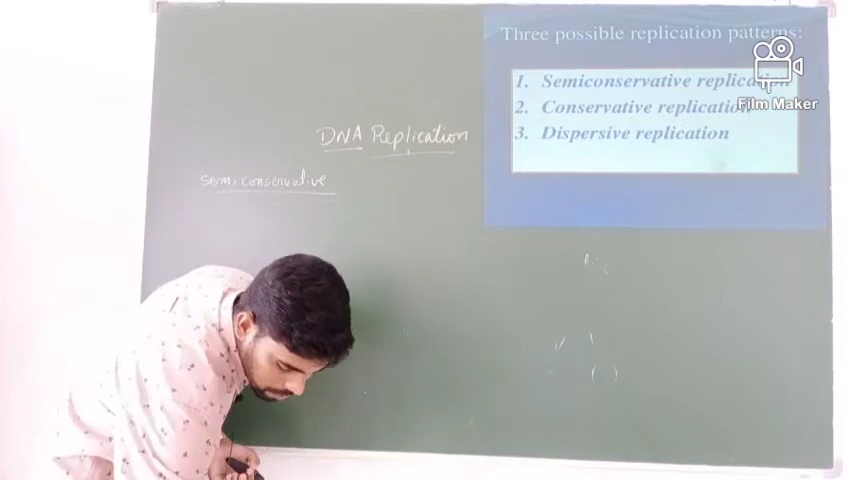 Three possible replication patterns:
1. Semiconservative replication
2. Conservative replication
3. Dispersive replication
Film Maker
DNA Replication
semi conservative